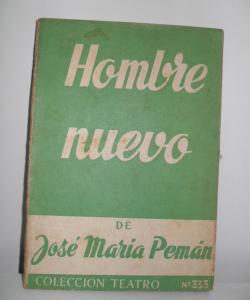 Hombre
nuevo
DE
José María Pemán
COLECCION TEATRO Nº 333